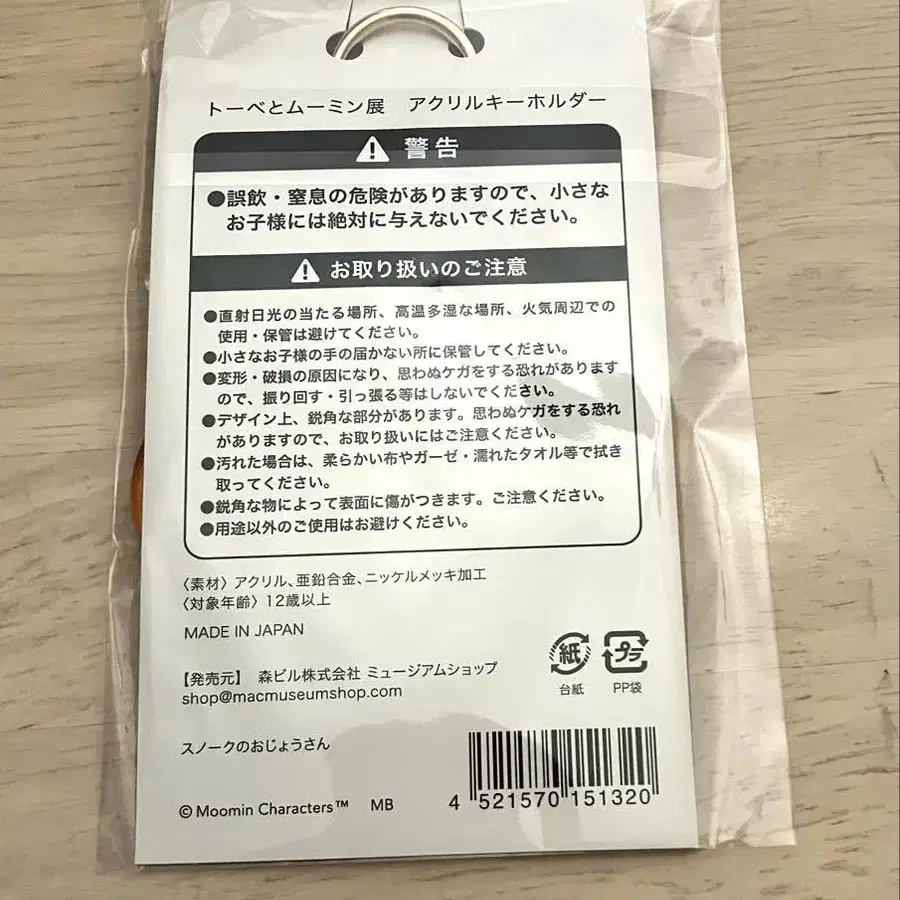 トーベとムーミン展 アクリルキーホルダー
警告
●誤飲・窒息の危険がありますので、小さな
お子様には絶対に与えないでください。
お取り扱いのご注意
●直射日光の当たる場所、高温多湿な場所、火気周辺での
使用・保管は避けてください。
●小さなお子様の手の届かない所に保管してください。
●変形・破損の原因になり、思わぬケガをする恐れがあります
ので、振り回す・引っ張る等はしないでください。
●デザイン上、鋭角な部分があります。思わぬケガをする恐れ
がありますので、お取り扱いにはご注意ください。
●汚れた場合は、柔らかい布やガーゼ・濡れたタオル等で拭き
取ってください。
●鋭角な物によって表面に傷がつきます。ご注意ください。
●用途以外のご使用はお避けください。
〈素材〉アクリル、亜鉛合金、ニッケルメッキ加工
〈対象年齢〉12歳以上
MADE IN JAPAN
【発売元】 森ビル株式会社 ミュージアムショップ
shop@macmuseumshop.com
紙 プラ
台紙 PP袋
スノークのおじょうさん
© Moomin Characters™ MB
4 521570 151320